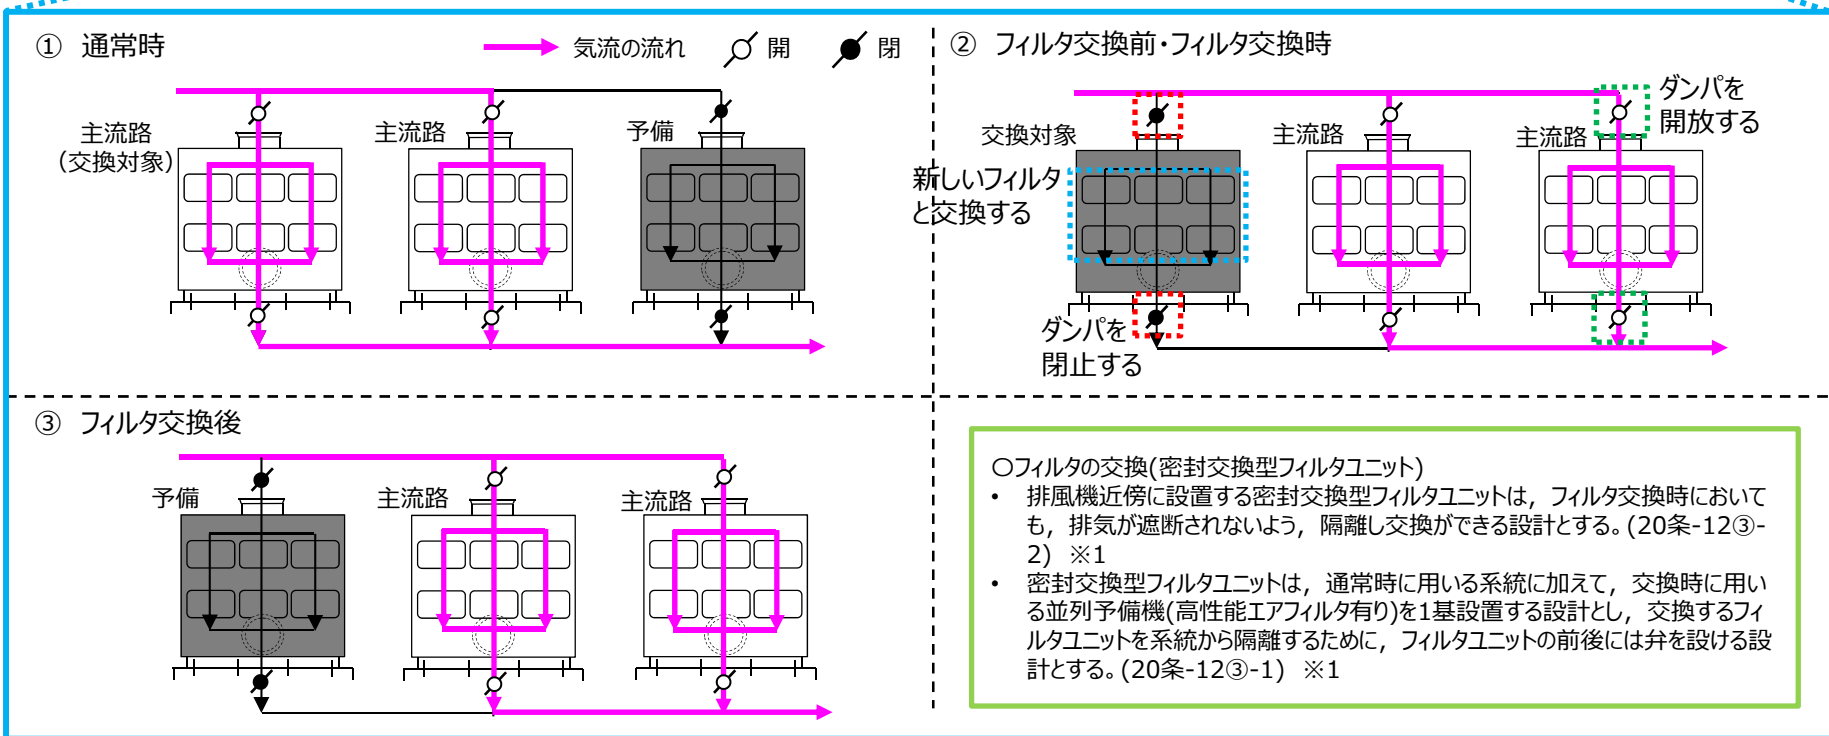 ① 通常時
気流の流れ
開
閉
主流路
（交換対象）
主流路
予備
② フィルタ交換前・フィルタ交換時
ダンパを
開放する
交換対象
主流路
主流路
新しいフィルタ
と交換する
ダンパを
閉止する
③ フィルタ交換後
予備
主流路
主流路
〇フィルタの交換(密封交換型フィルタユニット)
• 排風機近傍に設置する密封交換型フィルタユニットは，フィルタ交換時において
も，排気が遮断されないよう，隔離し交換ができる設計とする。(20条-12③-
2) ※1
• 密封交換型フィルタユニットは，通常時に用いる系統に加えて，交換時に用い
る並列予備機(高性能エアフィルタ有り)を1基設置する設計とし，交換するフィ
ルタユニットを系統から隔離するために，フィルタユニットの前後には弁を設ける設
計とする。(20条-12③-1) ※1